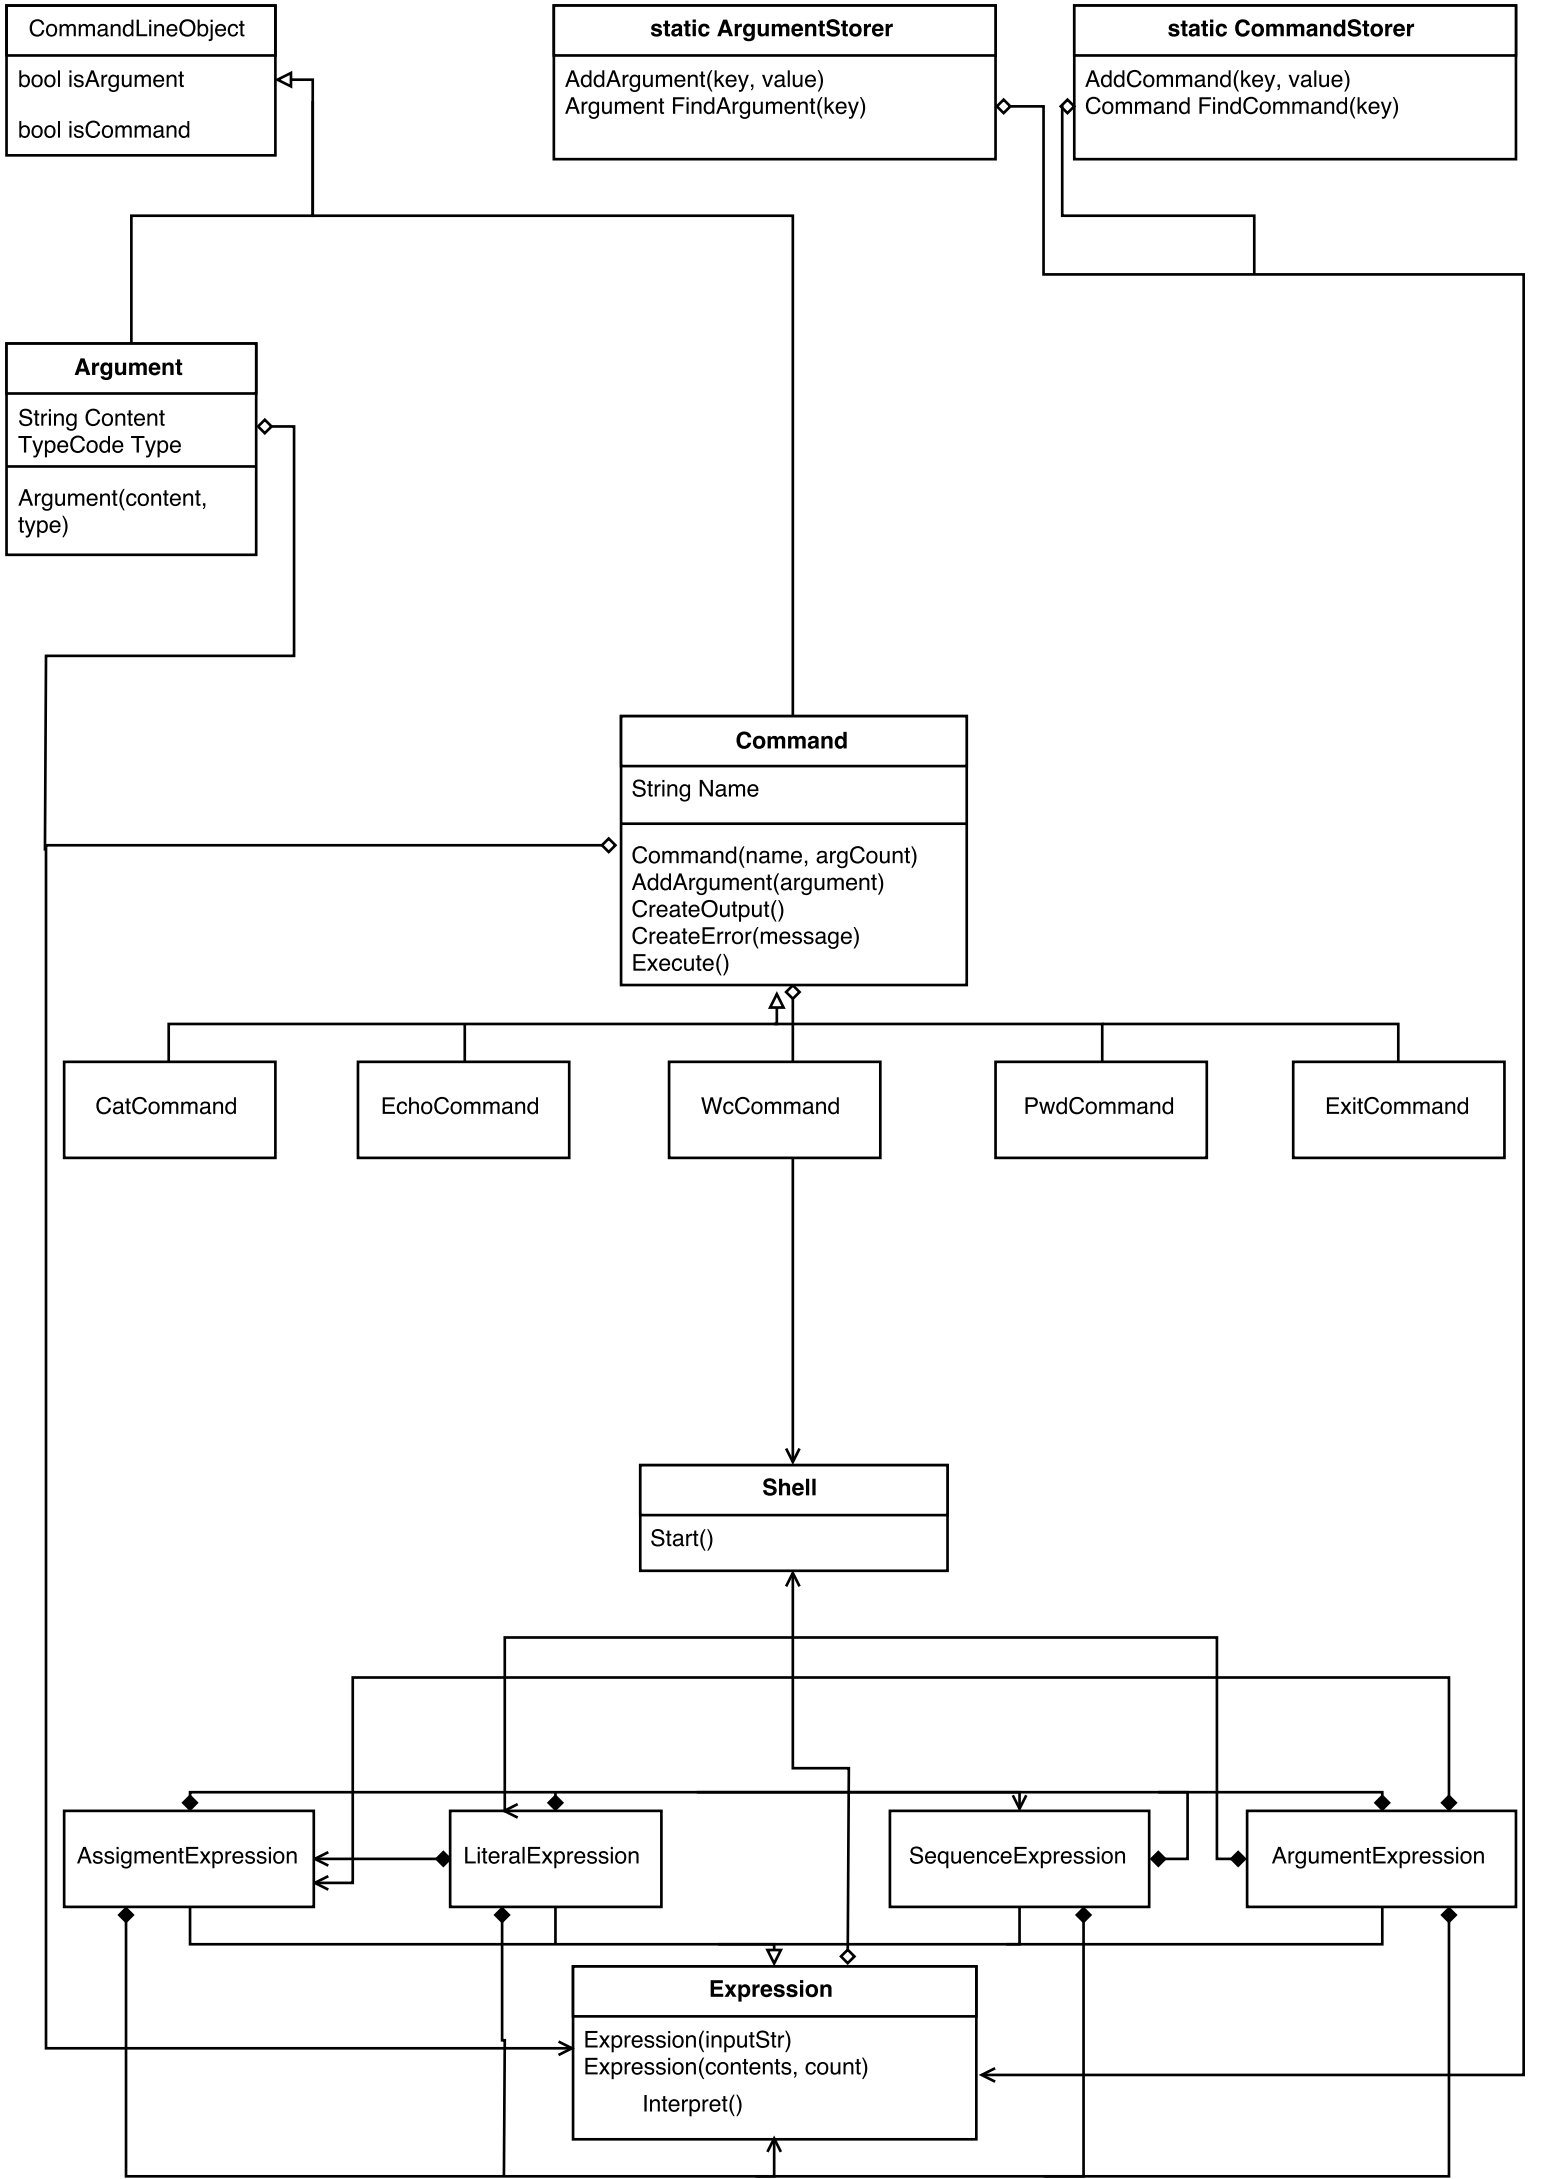 CommandLineObject
bool isArgument
bool isCommand
static ArgumentStorer
AddArgument(key, value)
Argument FindArgument(key)
static CommandStorer
AddCommand(key, value)
Command FindCommand(key)
Argument
String Content
TypeCode Type
Argument(content,
type)
Command
String Name
Command(name, argCount)
AddArgument(argument)
CreateOutput()
CreateError(message)
Execute()
CatCommand
EchoCommand
WcCommand
PwdCommand
ExitCommand
Shell
Start()
AssigmentExpression
LiteralExpression
SequenceExpression
ArgumentExpression
Expression
Expression(inputStr)
Expression(contents, count)
Interpret()